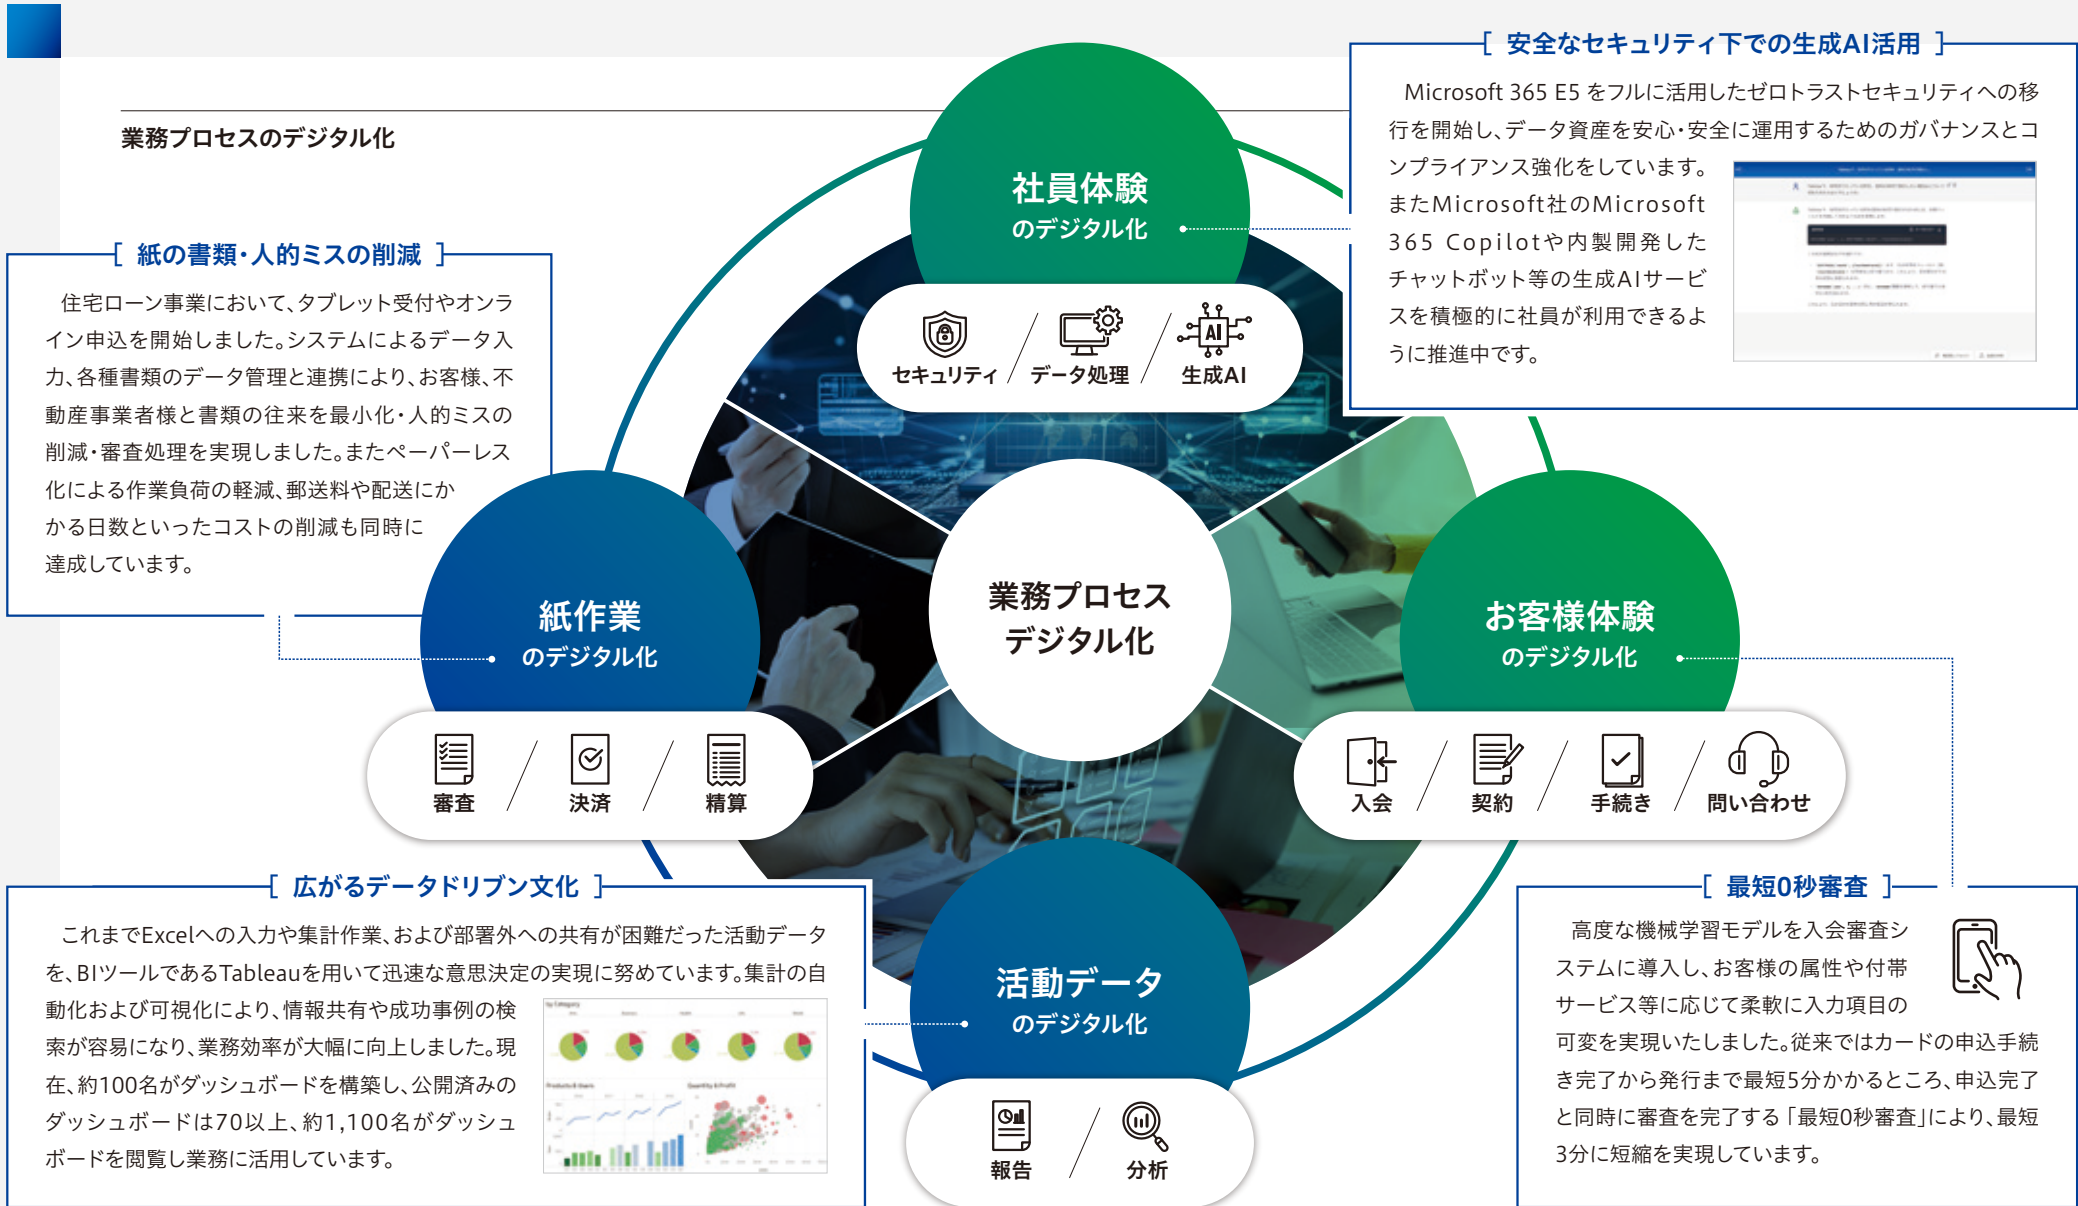 業務プロセスのデジタル化
[ 安全なセキュリティ下での生成AI活用 ]
Microsoft 365 E5 をフルに活用したゼロトラストセキュリティへの移
行を開始し、データ資産を安心・安全に運用するためのガバナンスとコ
ンプライアンス強化をしています。
またMicrosoft社のMicrosoft
365 Copilotや内製開発した
チャットボット等の生成AIサービ
スを積極的に社員が利用できるよ
うに推進中です。
社員体験
のデジタル化
セキュリティ
データ処理
AI
生成AI
[ 紙の書類・人的ミスの削減 ]
住宅ローン事業において、タブレット受付やオンラ
イン申込を開始しました。システムによるデータ入
力、各種書類のデータ管理と連携により、お客様、不
動産事業者様と書類の往来を最小化・人的ミスの
削減・審査処理を実現しました。またペーパーレス
化による作業負荷の軽減、郵送料や配送にか
かる日数といったコストの削減も同時に
達成しています。
紙作業
のデジタル化
審査
決済
精算
業務プロセス
デジタル化
お客様体験
のデジタル化
入会
契約
手続き
問い合わせ
[ 広がるデータドリブン文化 ]
これまでExcelへの入力や集計作業、および部署外への共有が困難だった活動データ
を、BIツールであるTableauを用いて迅速な意思決定の実現に努めています。集計の自
動化および可視化により、情報共有や成功事例の検
索が容易になり、業務効率が大幅に向上しました。現
在、約100名がダッシュボードを構築し、公開済みの
ダッシュボードは70以上、約1,100名がダッシュ
ボードを閲覧し業務に活用しています。
by Category
Products & Users
Quantity & Profit
活動データ
のデジタル化
報告
分析
[ 最短0秒審査 ]
高度な機械学習モデルを入会審査シ
ステムに導入し、お客様の属性や付帯
サービス等に応じて柔軟に入力項目の
可変を実現いたしました。従来ではカードの申込手続
き完了から発行まで最短5分かかるところ、申込完了
と同時に審査を完了する「最短0秒審査」により、最短
3分に短縮を実現しています。